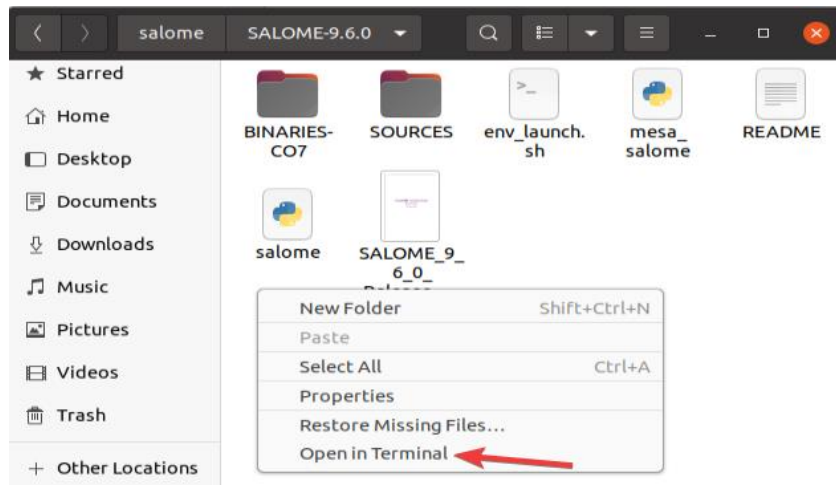 salome SALOME-9.6.0
Starred
Home
Desktop
Documents
Downloads
Music
Pictures
Videos
Trash
+ Other Locations
BINARIES-
CO7
SOURCES
env_launch.
sh
mesa_
salome
README
salome
SALOME_9_
6_0_
New Folder Shift+Ctrl+N
Paste
Select All Ctrl+A
Properties
Restore Missing Files...
Open in Terminal